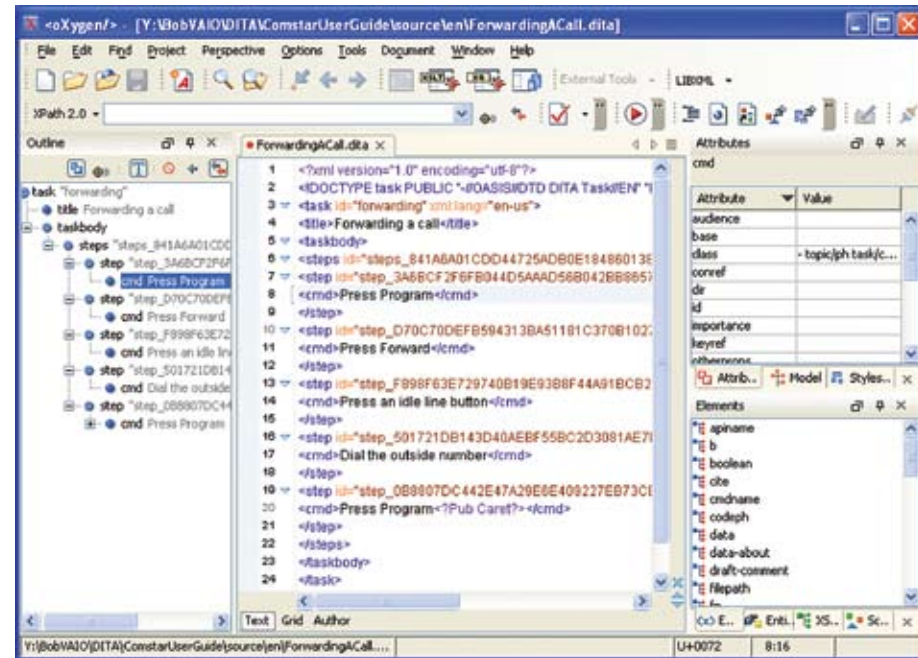 <oXygen/> - [Y:\BobVAIO\DITA\ComstarUserGuide\source\en\ForwardingACall.dita]
File Edit Find Project Perspective Options Tools Document Window Help
External Tools
XPath 2.0
Outline
ForwardingACall.dita
Attributes
cmd
task "forwarding"
title Forwarding a call
taskbody
steps "steps_841A6A01CDD
step "step_3A6BCF2F6F
cmd Press Program
step "step_D70C70DEFB
cmd Press Forward
step "step_F898F63E72
cmd Press an idle line
step "step_501721DB14
cmd Dial the outside
step "step_0B8807DC44
cmd Press Program
1 <?xml version="1.0" encoding="utf-8"?>
2 <!DOCTYPE task PUBLIC "-//OASIS//DTD DITA Task//EN" "
3 <task id="forwarding" xml:lang="en-us">
4 <title>Forwarding a call</title>
5 <taskbody>
6 <steps id="steps_841A6A01CDD44725ADB0E18486013B
7 <step id="step_3A6BCF2F6FB044D5AAAD56B042BB8657
8 <cmd>Press Program</cmd>
9 </step>
10 <step id="step_D70C70DEFB594313BA51181C370B102
11 <cmd>Press Forward</cmd>
12 </step>
13 <step id="step_F898F63E729740B19E93B8F44A91BCB2
14 <cmd>Press an idle line button</cmd>
15 </step>
16 <step id="step_501721DB143D40AEBF55BC2D3081AE7
17 <cmd>Dial the outside number</cmd>
18 </step>
19 <step id="step_0B8807DC442E47A29E6E409227EB73C
20 <cmd>Press Program<?Pub Caret?></cmd>
21 </step>
22 </steps>
23 </taskbody>
24 </task>
Text Grid Author
Attribute Value
audience
base
class - topic/ph task/c...
conref
dir
id
importance
keyref
otherprops
Attrib... Model Styles...
Elements
apiname
b
boolean
cite
cmdname
codeph
data
data-about
draft-comment
filepath
fn
E... Enti... XS... Sc...
Y:\BobVAIO\DITA\ComstarUserGuide\source\en\ForwardingACall....
U+0072 8:16